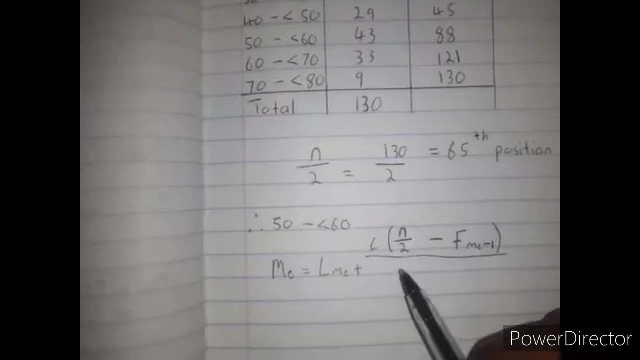 40 - <50 29 45
50 - <60 43 88
60 - <70 33 121
70 - <80 9 130
Total 130
n/2 = 130/2 = 65th position
∴ 50 - <60
c (n/2 - Fme-1)
Me = Lme +
PowerDirector